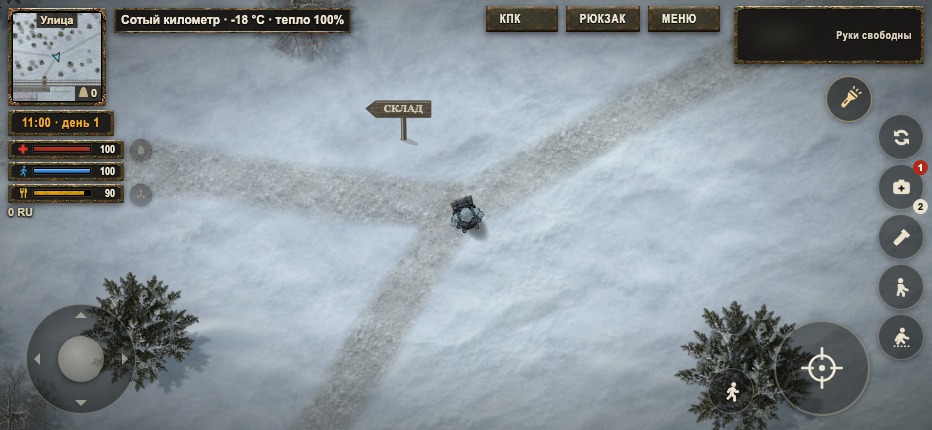 Улица
0
Сотый километр · -18 °C · тепло 100%
КПК
РЮКЗАК
МЕНЮ
Руки свободны
11:00 · день 1
100
100
90
0 RU
СКЛАД
1
2